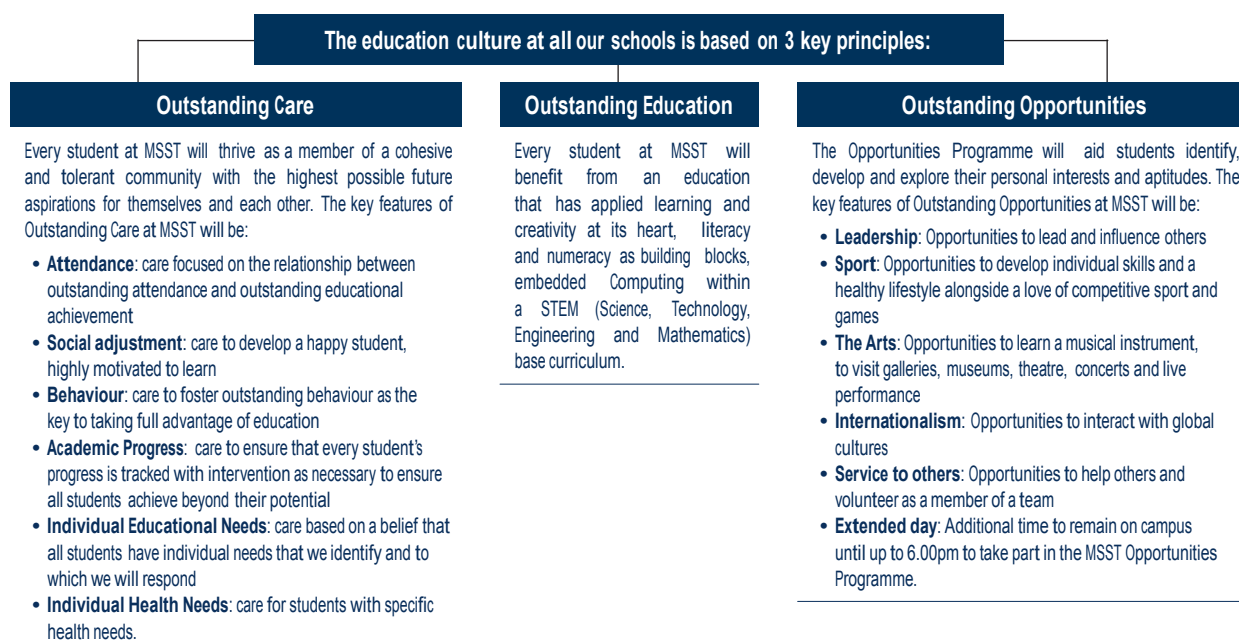 The education culture at all our schools is based on 3 key principles:
Outstanding Care
Every student at MSST will thrive as a member of a cohesive
and tolerant community with the highest possible future
aspirations for themselves and each other. The key features of
Outstanding Care at MSST will be:
• Attendance: care focused on the relationship between
outstanding attendance and outstanding educational
achievement
• Social adjustment: care to develop a happy student,
highly motivated to learn
• Behaviour: care to foster outstanding behaviour as the
key to taking full advantage of education
• Academic Progress: care to ensure that every student's
progress is tracked with intervention as necessary to ensure
all students achieve beyond their potential
• Individual Educational Needs: care based on a belief that
all students have individual needs that we identify and to
which we will respond
• Individual Health Needs: care for students with specific
health needs.
Outstanding Education
Every student at MSST will
benefit from an education
that has applied learning and
creativity at its heart, literacy
and numeracy as building blocks,
embedded Computing within
a STEM (Science, Technology,
Engineering and Mathematics)
base curriculum.
Outstanding Opportunities
The Opportunities Programme will aid students identify,
develop and explore their personal interests and aptitudes. The
key features of Outstanding Opportunities at MSST will be:
• Leadership: Opportunities to lead and influence others
• Sport: Opportunities to develop individual skills and a
healthy lifestyle alongside a love of competitive sport and
games
• The Arts: Opportunities to learn a musical instrument,
to visit galleries, museums, theatre, concerts and live
performance
• Internationalism: Opportunities to interact with global
cultures
• Service to others: Opportunities to help others and
volunteer as a member of a team
• Extended day: Additional time to remain on campus
until up to 6.00pm to take part in the MSST Opportunities
Programme.